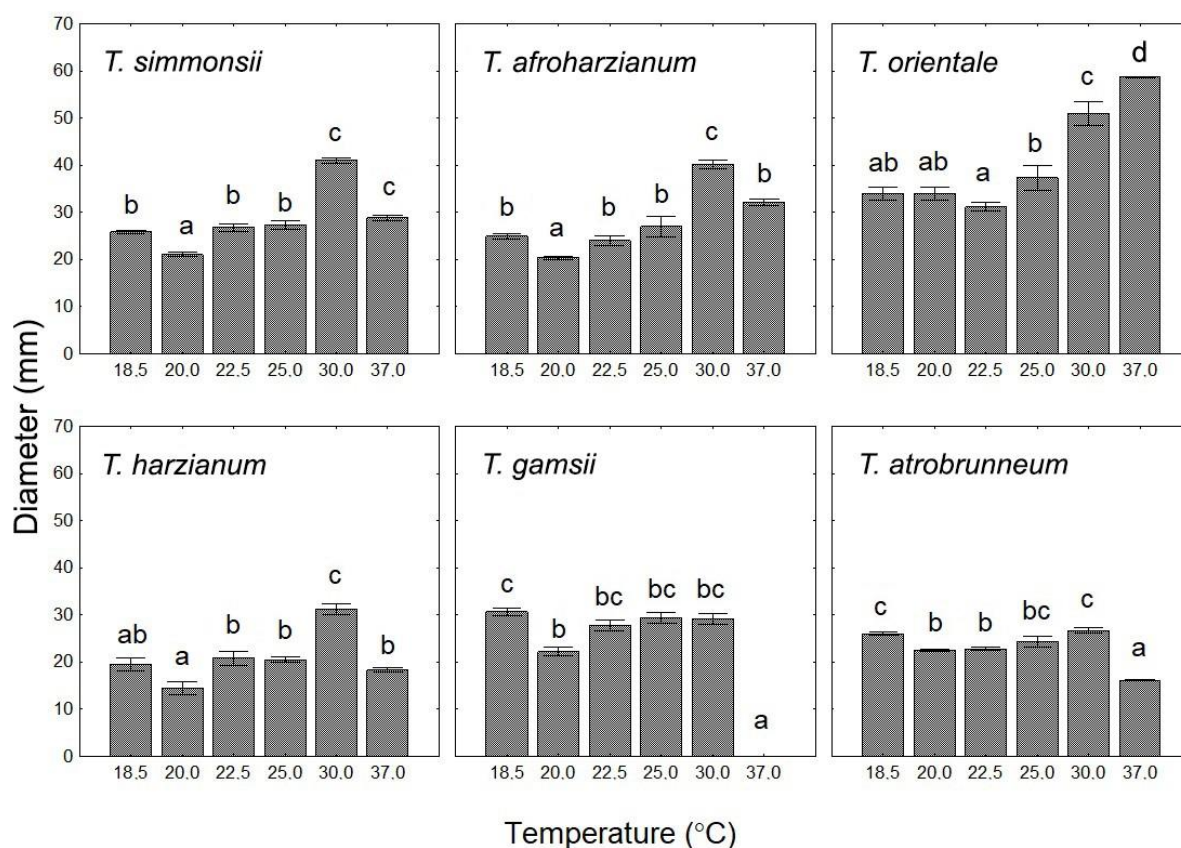 70
60
50
40
30
20
10
0
T. simmonsii
b a b b c c
18.5 20.0 22.5 25.0 30.0 37.0
T. afroharzianum
b a b b c b
18.5 20.0 22.5 25.0 30.0 37.0
T. orientale
ab ab a b c d
18.5 20.0 22.5 25.0 30.0 37.0
Diameter (mm)
70
60
50
40
30
20
10
0
T. harzianum
ab a b b c b
18.5 20.0 22.5 25.0 30.0 37.0
T. gamsii
c b bc bc bc a
18.5 20.0 22.5 25.0 30.0 37.0
T. atrobrunneum
c b b bc c a
18.5 20.0 22.5 25.0 30.0 37.0
Temperature (°C)